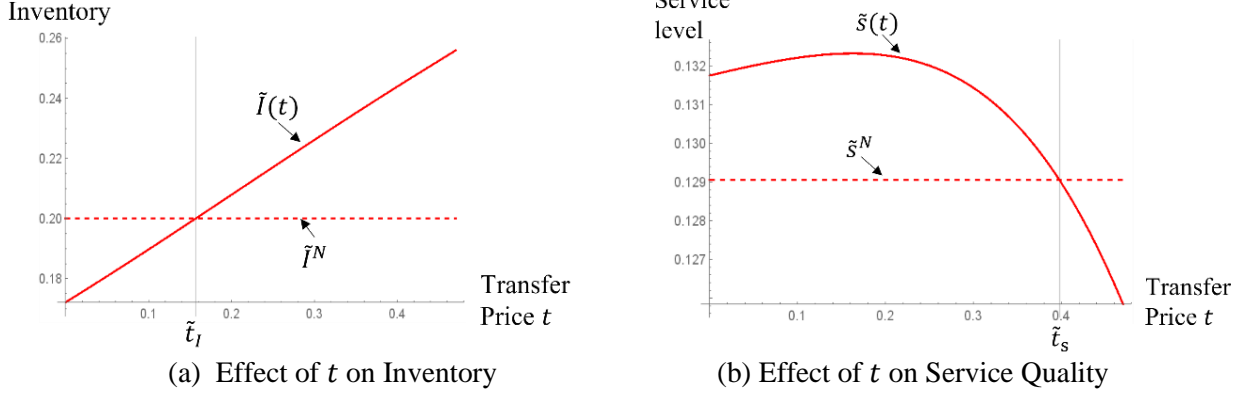 Inventory
0.26
0.24
0.22
0.20
0.18
0.1
0.2
0.3
0.4
Ĩ(t)
Ĩᴺ
t̃_I
Transfer
Price t
(a) Effect of t on Inventory
Service
level
0.132
0.131
0.130
0.129
0.128
0.127
0.1
0.2
0.3
0.4
s̃(t)
s̃ᴺ
t̃ₛ
Transfer
Price t
(b) Effect of t on Service Quality